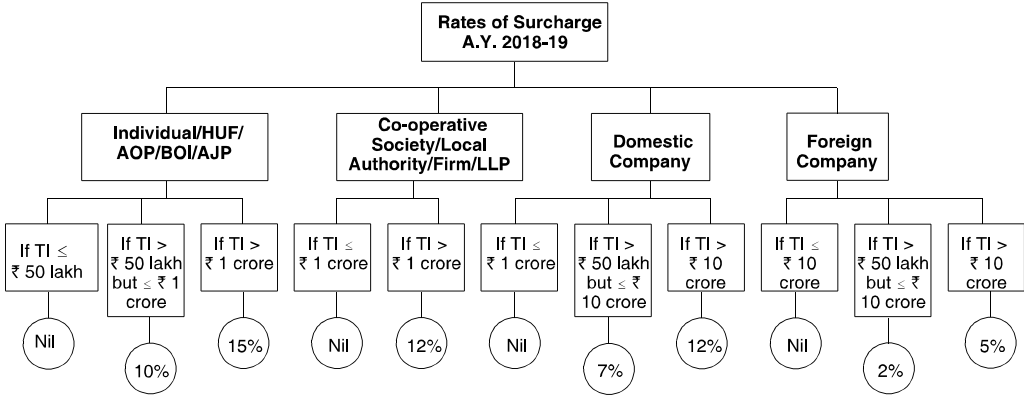 Rates of Surcharge
A.Y. 2018-19
Individual/HUF/
AOP/BOI/AJP
Co-operative
Society/Local
Authority/Firm/LLP
Domestic
Company
Foreign
Company
If TI ≤
₹ 50 lakh
If TI >
₹ 50 lakh
but ≤ ₹ 1
crore
If TI >
₹ 1 crore
If TI ≤
₹ 1 crore
If TI >
₹ 1 crore
If TI ≤
₹ 1 crore
If TI >
₹ 50 lakh
but ≤ ₹
10 crore
If TI >
₹ 10
crore
If TI ≤
₹ 10
crore
If TI >
₹ 50 lakh
but ≤ ₹
10 crore
If TI >
₹ 10
crore
Nil
10%
15%
Nil
12%
Nil
7%
12%
Nil
2%
5%